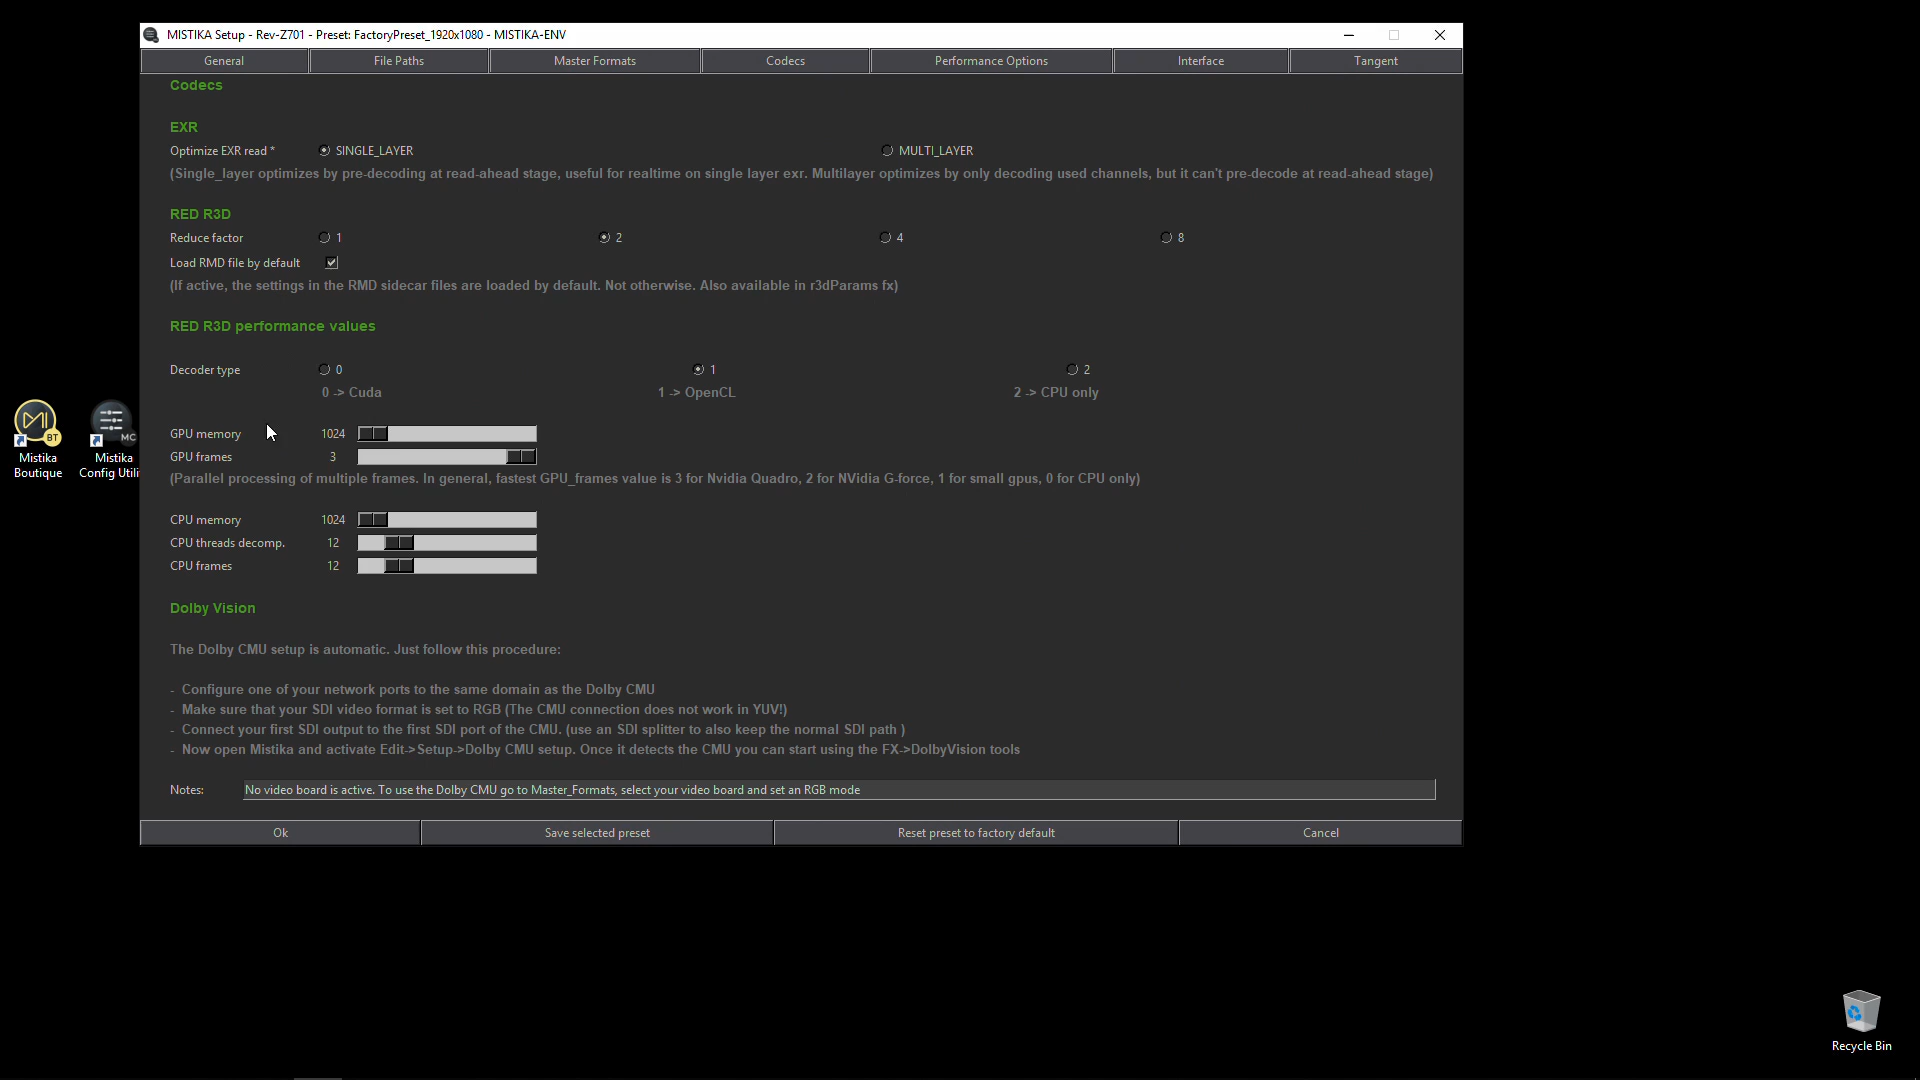 MISTIKA Setup - Rev-Z701 - Preset: FactoryPreset_1920x1080 - MISTIKA-ENV
General File Paths Master Formats Codecs Performance Options Interface Tangent
Codecs
EXR
Optimize EXR read * SINGLE_LAYER MULTI_LAYER
(Single_layer optimizes by pre-decoding at read-ahead stage, useful for realtime on single layer exr. Multilayer optimizes by only decoding used channels, but it can't pre-decode at read-ahead stage)
RED R3D
Reduce factor 1 2 4 8
Load RMD file by default
(If active, the settings in the RMD sidecar files are loaded by default. Not otherwise. Also available in r3dParams fx)
RED R3D performance values
Decoder type 0 1 2
0 -> Cuda 1 -> OpenCL 2 -> CPU only
GPU memory 1024
GPU frames 3
(Parallel processing of multiple frames. In general, fastest GPU_frames value is 3 for Nvidia Quadro, 2 for NVidia G-force, 1 for small gpus, 0 for CPU only)
CPU memory 1024
CPU threads decomp. 12
CPU frames 12
Dolby Vision
The Dolby CMU setup is automatic. Just follow this procedure:
- Configure one of your network ports to the same domain as the Dolby CMU
- Make sure that your SDI video format is set to RGB (The CMU connection does not work in YUV!)
- Connect your first SDI output to the first SDI port of the CMU. (use an SDI splitter to also keep the normal SDI path )
- Now open Mistika and activate Edit->Setup->Dolby CMU setup. Once it detects the CMU you can start using the FX->DolbyVision tools
Notes: No video board is active. To use the Dolby CMU go to Master_Formats, select your video board and set an RGB mode
Ok Save selected preset Reset preset to factory default Cancel
BT
MC
Mistika Boutique
Mistika Config Utili
Recycle Bin